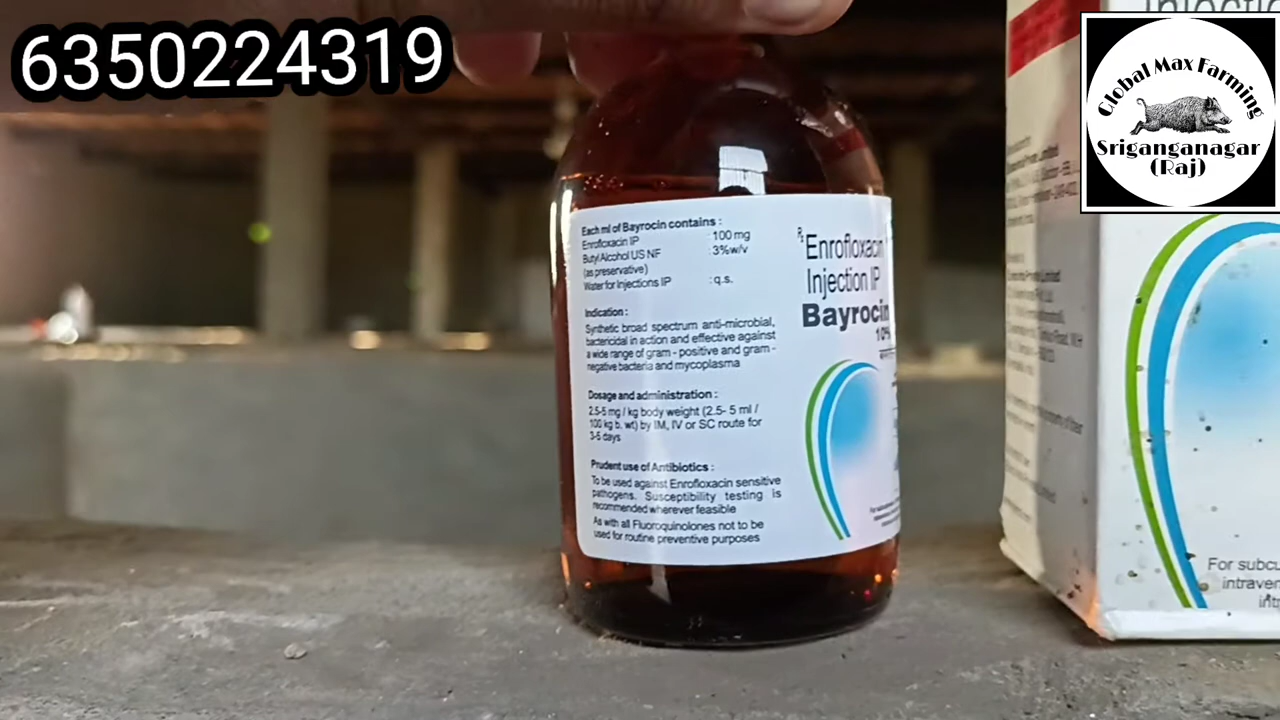 6350224319
Global Max Farming
Sriganganagar
(Raj)
Each ml of Bayrocin contains :
Enrofloxacin IP : 100 mg
Butyl Alcohol US NF : 3%w/v
(as preservative)
Water for Injections IP : q.s.
Indication :
Synthetic broad spectrum anti-microbial,
bactericidal in action and effective against
a wide range of gram - positive and gram -
negative bacteria and mycoplasma
Dosage and administration :
2.5-5 mg / kg body weight (2.5- 5 ml /
100 kg b. wt) by IM, IV or SC route for
3-5 days
Prudent use of Antibiotics :
To be used against Enrofloxacin sensitive
pathogens. Susceptibility testing is
recommended wherever feasible
As with all Fluoroquinolones not to be
used for routine preventive purposes
Enrofloxacin
Injection IP
Bayrocin
10%
Limited
For subcu
intraven